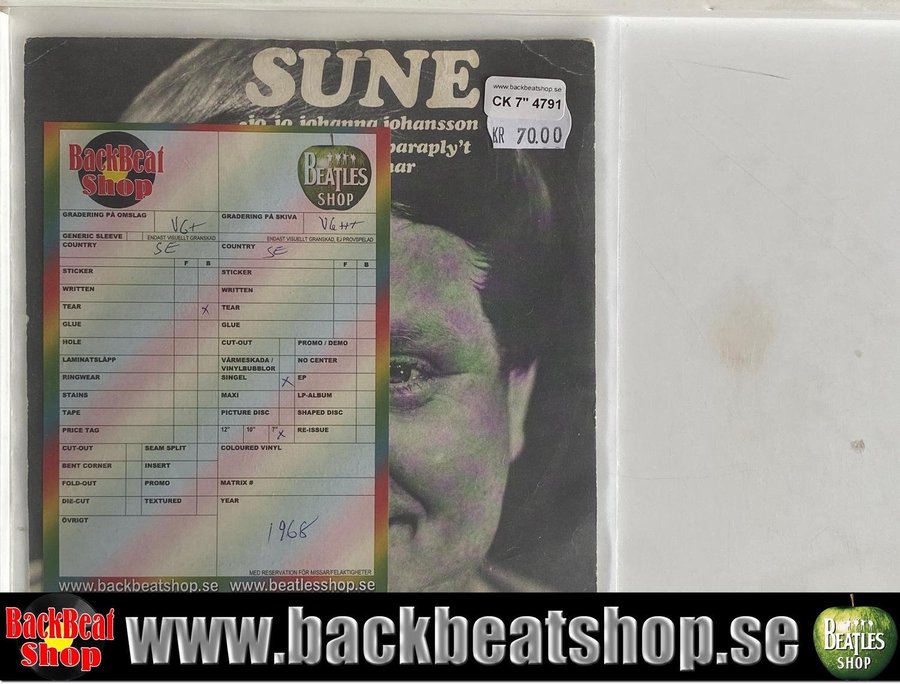 SUNE
jo, jo, johanna johansson
paraply't
www.backbeatshop.se
CK 7" 4791
KR 70.00
BackBeat
Shop
BEATLES
SHOP
GRADERING PÅ OMSLAG VG+
GRADERING PÅ SKIVA VG++
GENERIC SLEEVE ENDAST VISUELLT GRANSKAD
ENDAST VISUELLT GRANSKAD, EJ PROVSPELAD
COUNTRY SE
COUNTRY SE
F B
F B
STICKER
STICKER
WRITTEN
WRITTEN
TEAR x
TEAR
GLUE
GLUE
HOLE
CUT-OUT
PROMO / DEMO
LAMINATSLÄPP
VÄRMESKADA /
VINYLBUBBLOR
NO CENTER
RINGWEAR
SINGEL x
EP
STAINS
MAXI
LP-ALBUM
TAPE
PICTURE DISC
SHAPED DISC
PRICE TAG
12" 10" 7" x
RE-ISSUE
CUT-OUT
SEAM SPLIT
COLOURED VINYL
BENT CORNER
INSERT
FOLD-OUT
PROMO
MATRIX #
DIE-CUT
TEXTURED
YEAR
ÖVRIGT
1968
MED RESERVATION FÖR MISSAR/FELAKTIGHETER
www.backbeatshop.se www.beatlesshop.se
BackBeat
Shop
www.backbeatshop.se
BEATLES
SHOP